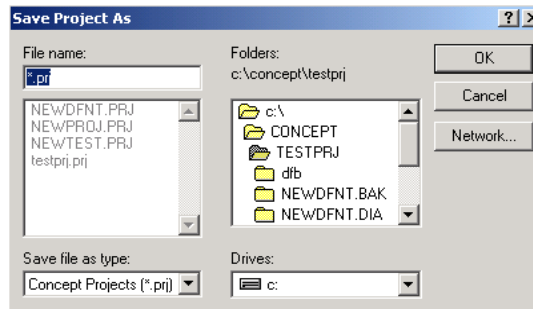 Save Project As
File name:
*.prj
NEWDFNT.PRJ
NEWPROJ.PRJ
NEWTEST.PRJ
testprj.prj
Save file as type:
Concept Projects (*.prj)
Folders:
c:\concept\testprj
c:\
CONCEPT
TESTPRJ
dfb
NEWDFNT.BAK
NEWDFNT.DIA
Drives:
c:
OK
Cancel
Network...